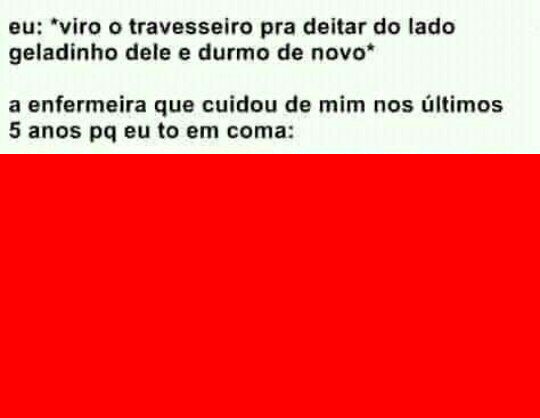 eu: *viro o travesseiro pra deitar do lado
geladinho dele e durmo de novo*
a enfermeira que cuidou de mim nos últimos
5 anos pq eu to em coma: